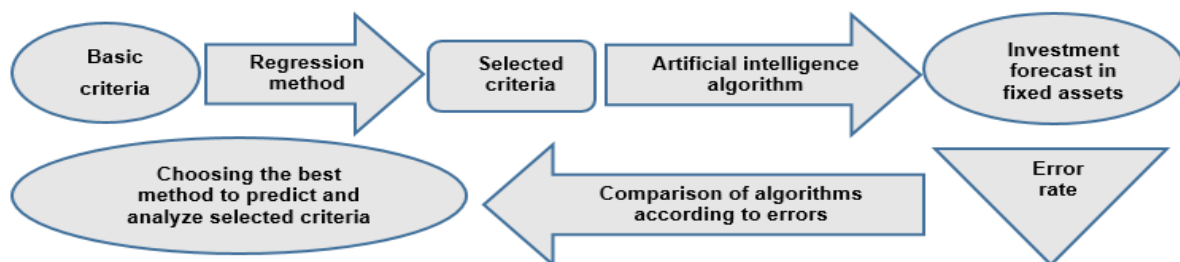 Basic
criteria
Regression
method
Selected
criteria
Artificial intelligence
algorithm
Investment
forecast in
fixed assets
Error
rate
Comparison of algorithms
according to errors
Choosing the best
method to predict and
analyze selected criteria